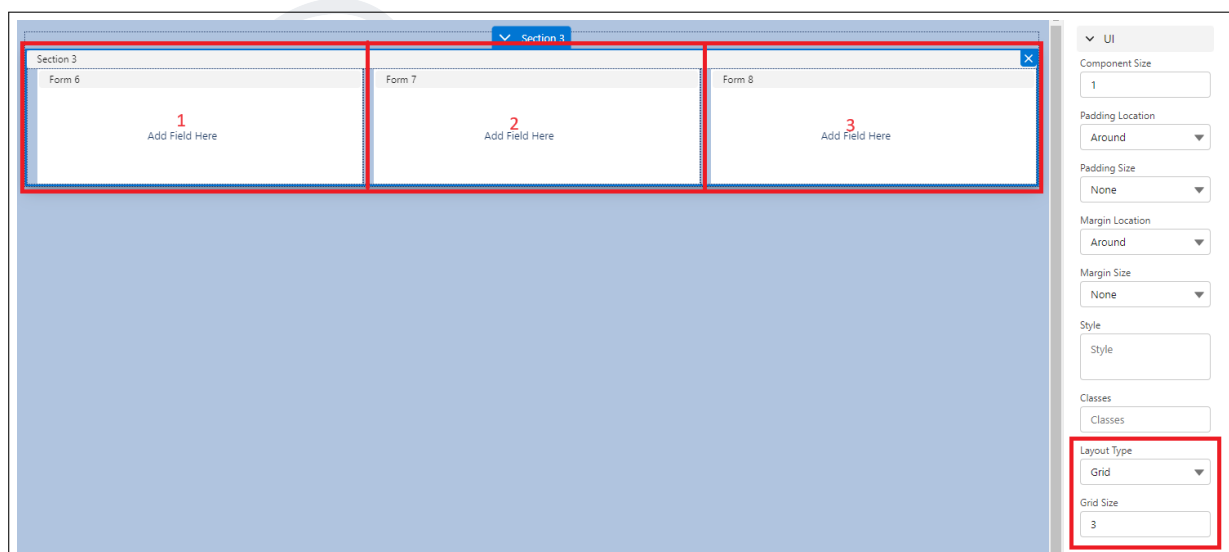 Section 3
Section 3
Form 6
Form 7
Form 8
1
2
3
Add Field Here
Add Field Here
Add Field Here
UI
Component Size
1
Padding Location
Around
Padding Size
None
Margin Location
Around
Margin Size
None
Style
Style
Classes
Classes
Layout Type
Grid
Grid Size
3